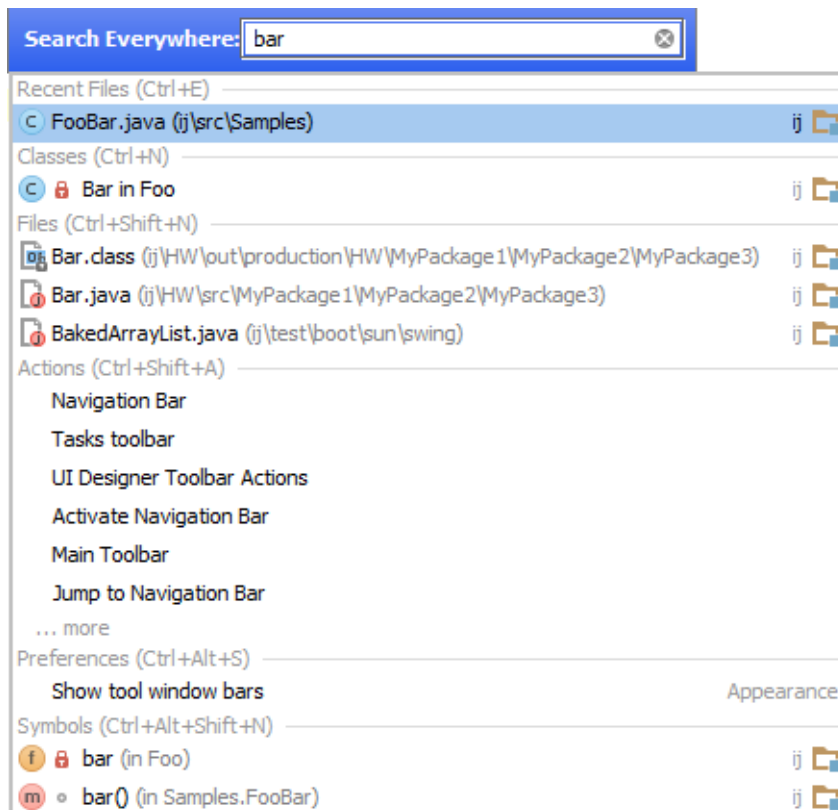 Search Everywhere: bar
Recent Files (Ctrl+E)
C FooBar.java (ij\src\Samples) ij
Classes (Ctrl+N)
C Bar in Foo ij
Files (Ctrl+Shift+N)
Bar.class (ij\HW\out\production\HW\MyPackage1\MyPackage2\MyPackage3) ij
Bar.java (ij\HW\src\MyPackage1\MyPackage2\MyPackage3) ij
BakedArrayList.java (ij\test\boot\sun\swing) ij
Actions (Ctrl+Shift+A)
Navigation Bar
Tasks toolbar
UI Designer Toolbar Actions
Activate Navigation Bar
Main Toolbar
Jump to Navigation Bar
... more
Preferences (Ctrl+Alt+S)
Show tool window bars Appearance
Symbols (Ctrl+Alt+Shift+N)
f bar (in Foo) ij
m bar() (in Samples.FooBar) ij